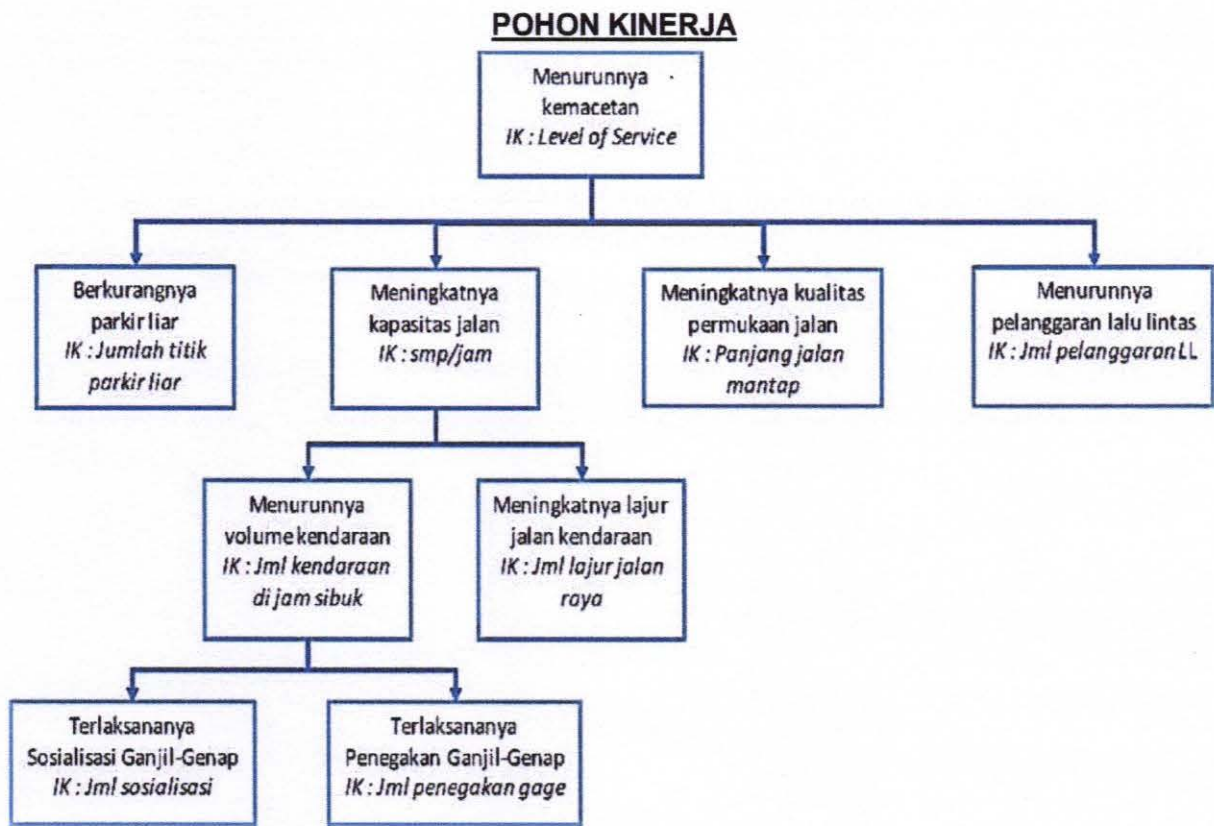 POHON KINERJA
Menurunnya
kemacetan
IK : Level of Service
Berkurangnya
parkir liar
IK : Jumlah titik
parkir liar
Meningkatnya
kapasitas jalan
IK : smp/jam
Meningkatnya kualitas
permukaan jalan
IK : Panjang jalan
mantap
Menurunnya
pelanggaran lalu lintas
IK : Jml pelanggaran LL
Menurunnya
volume kendaraan
IK : Jml kendaraan
di jam sibuk
Meningkatnya lajur
jalan kendaraan
IK : Jml lajur jalan
raya
Terlaksananya
Sosialisasi Ganjil-Genap
IK : Jml sosialisasi
Terlaksananya
Penegakan Ganjil-Genap
IK : Jml penegakan gage